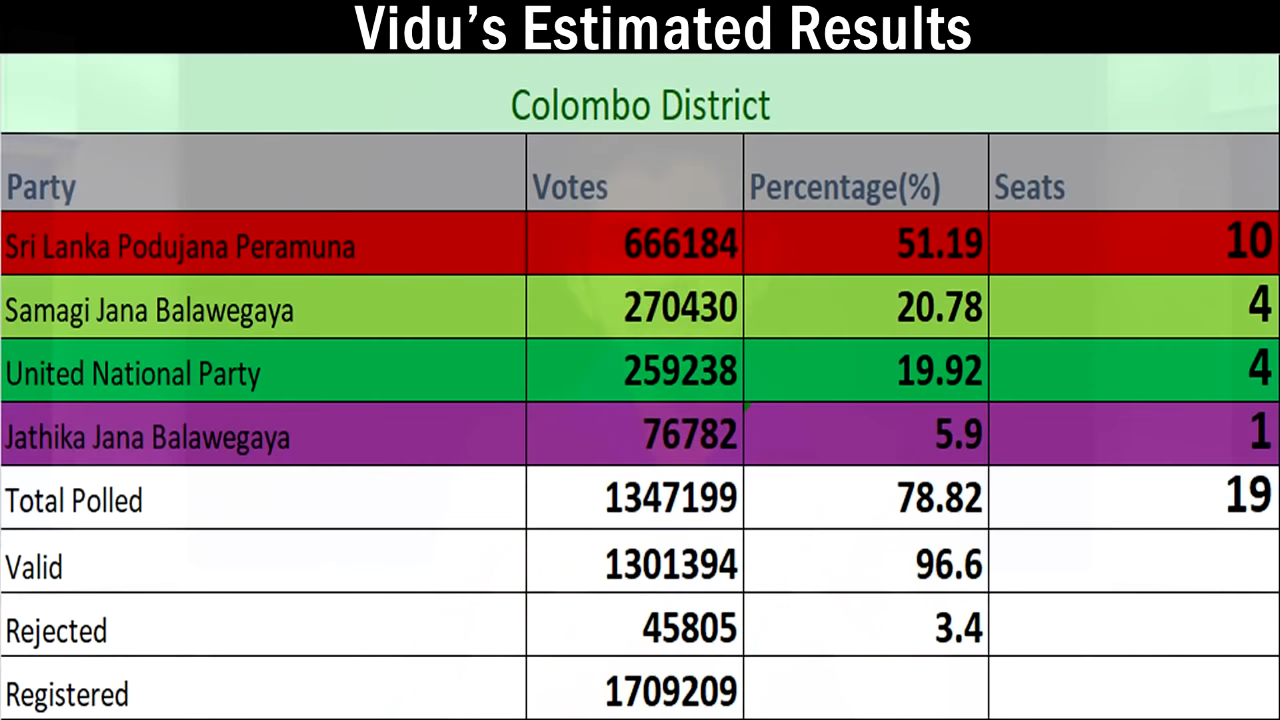 Vidu's Estimated Results
Colombo District
Party Votes Percentage(%) Seats
Sri Lanka Podujana Peramuna 666184 51.19 10
Samagi Jana Balawegaya 270430 20.78 4
United National Party 259238 19.92 4
Jathika Jana Balawegaya 76782 5.9 1
Total Polled 1347199 78.82 19
Valid 1301394 96.6
Rejected 45805 3.4
Registered 1709209